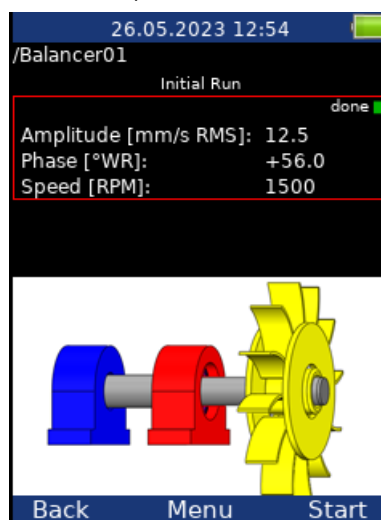 26.05.2023 12:54
/Balancer01
Initial Run
done
Amplitude [mm/s RMS]: 12.5
Phase [°WR]: +56.0
Speed [RPM]: 1500
Back Menu Start